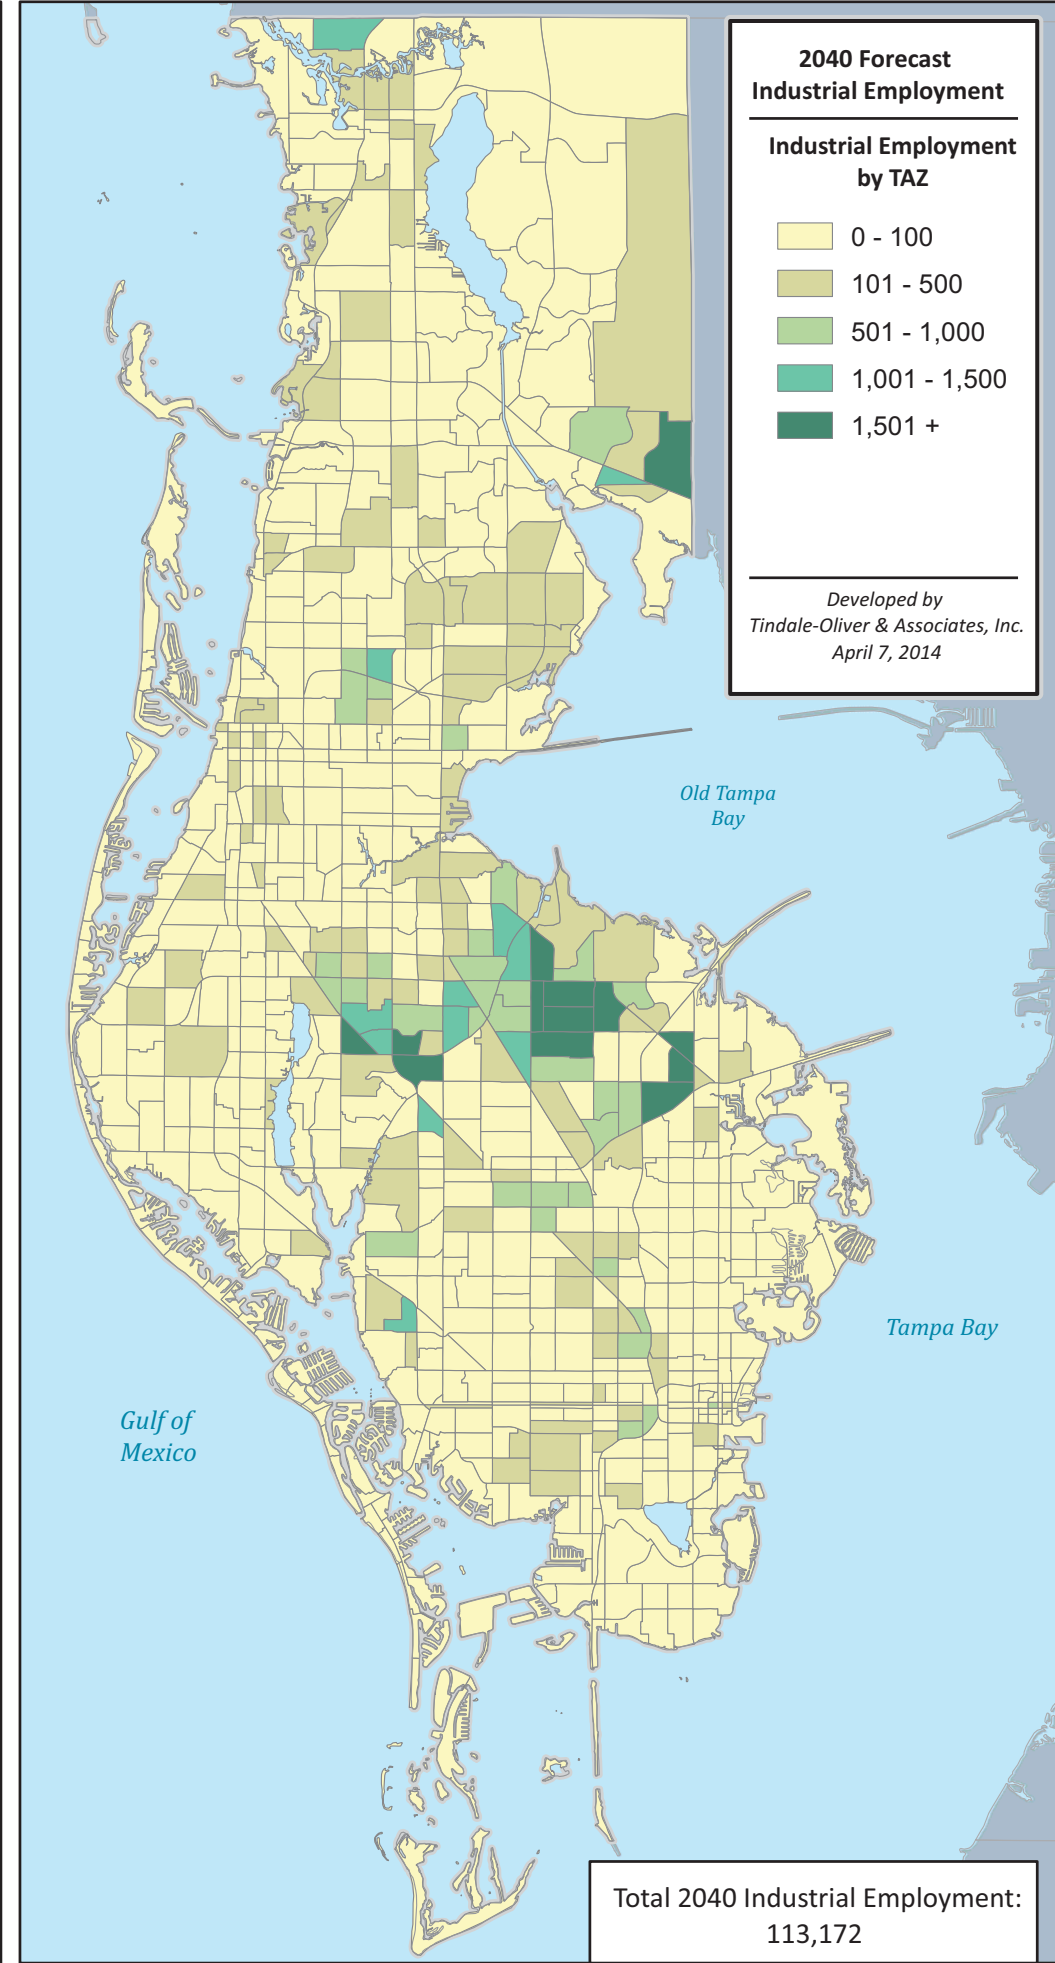 2040 Forecast
Industrial Employment
Industrial Employment
by TAZ
0 - 100
101 - 500
501 - 1,000
1,001 - 1,500
1,501 +
Developed by
Tindale-Oliver & Associates, Inc.
April 7, 2014
Old Tampa
Bay
Tampa Bay
Gulf of
Mexico
Total 2040 Industrial Employment:
113,172